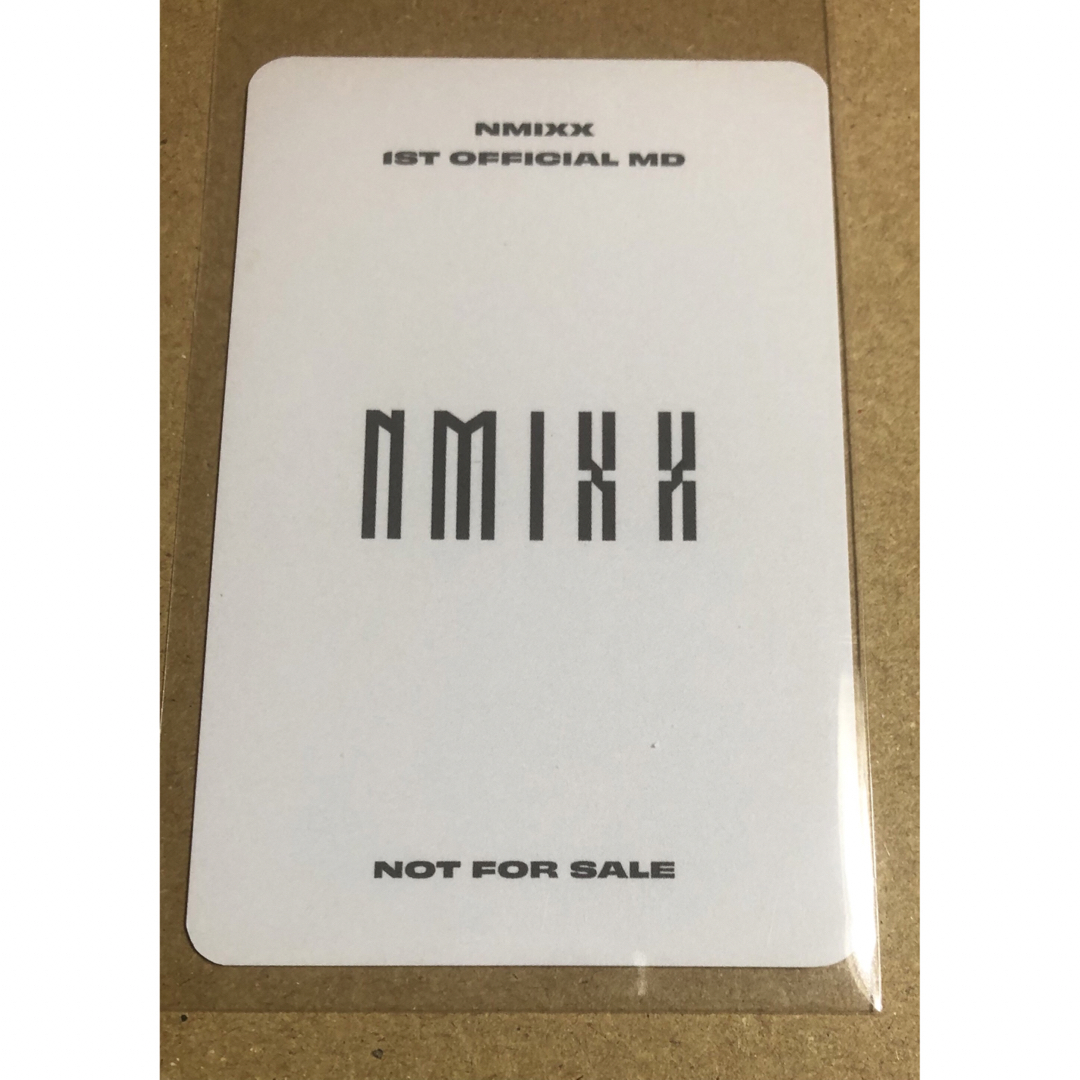 NMIXX
1ST OFFICIAL MD
NMIXX
NOT FOR SALE